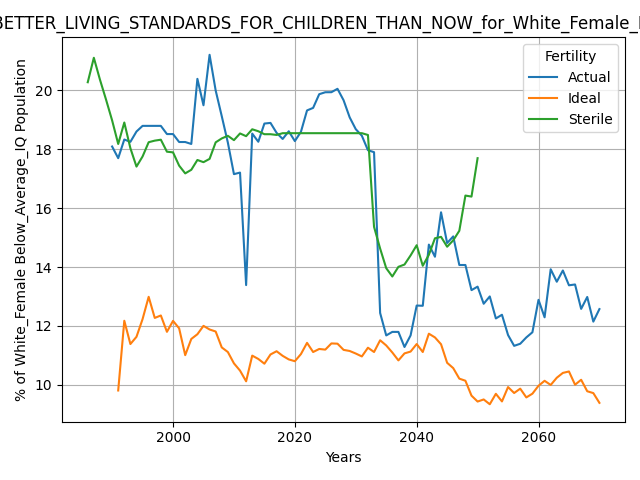 BETTER_LIVING_STANDARDS_FOR_CHILDREN_THAN_NOW_for_White_Female_
Fertility
Actual
Ideal
Sterile
% of White_Female Below_Average_IQ Population
20
18
16
14
12
10
2000
2020
2040
2060
Years